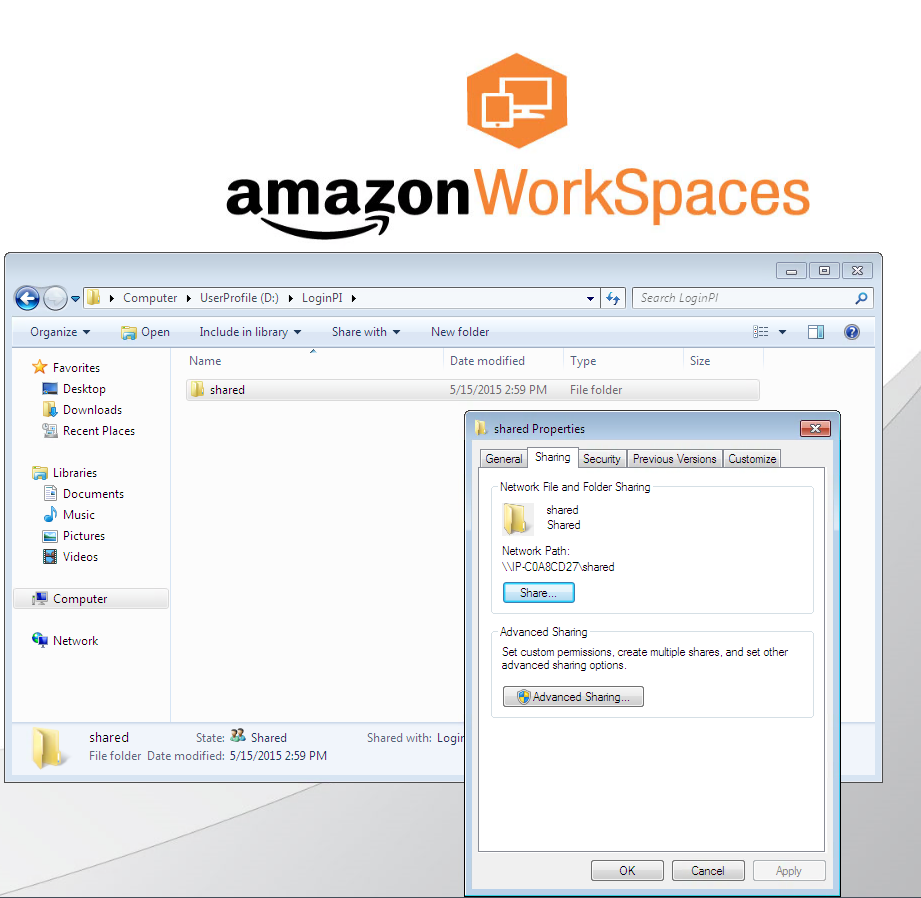 amazon WorkSpaces
Computer UserProfile (D:) LoginPI
Search LoginPI
Organize Open Include in library Share with New folder
Name Date modified Type Size
shared 5/15/2015 2:59 PM File folder
Favorites
Desktop
Downloads
Recent Places
Libraries
Documents
Music
Pictures
Videos
Computer
Network
shared State: Shared Shared with: Login
File folder Date modified: 5/15/2015 2:59 PM
shared Properties
General Sharing Security Previous Versions Customize
Network File and Folder Sharing
shared
Shared
Network Path:
\\IP-C0A8CD27\shared
Share...
Advanced Sharing
Set custom permissions, create multiple shares, and set other
advanced sharing options.
Advanced Sharing...
OK Cancel Apply